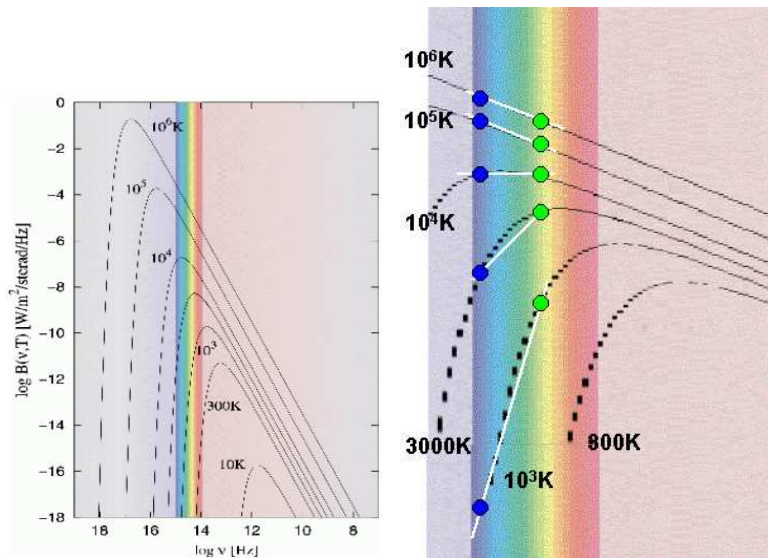 0
-2
-4
-6
-8
-10
-12
-14
-16
-18
19
16
14
12
10
8
log ν [Hz]
log B(ν,T) [W/m²/sterad/Hz]
10⁶K
10⁵
10⁴
10³
300K
10K
10⁶K
10⁵K
10⁴K
3000K
10³K
800K